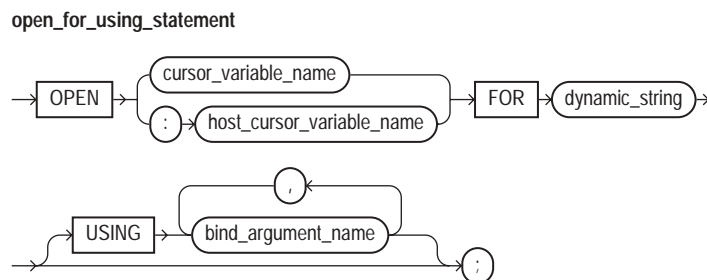 open_for_using_statement
cursor_variable_name
OPEN FOR dynamic_string
: host_cursor_variable_name
,
USING bind_argument_name
;